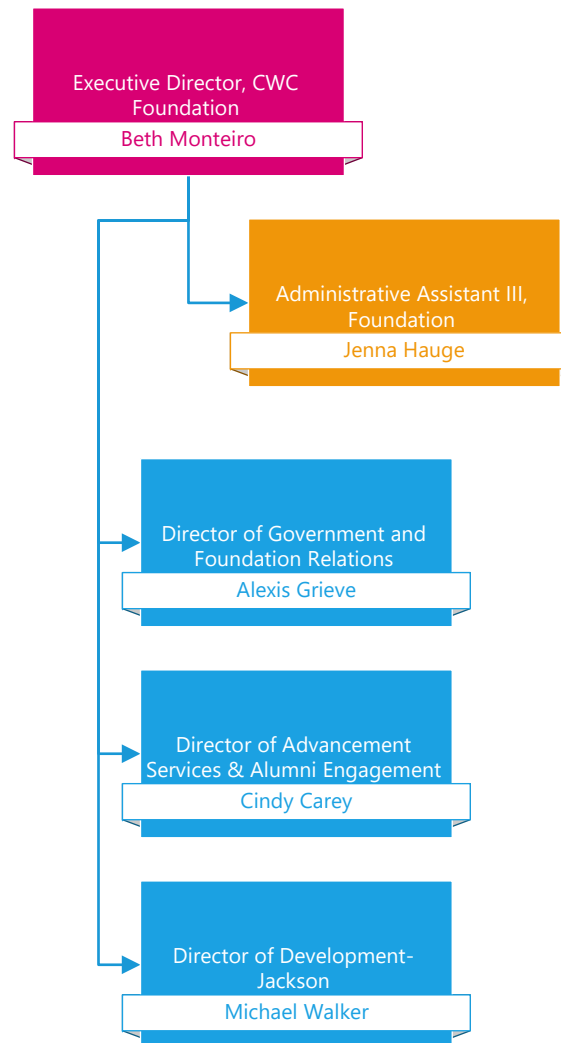 Executive Director, CWC
Foundation
Beth Monteiro
Administrative Assistant III,
Foundation
Jenna Hauge
Director of Government and
Foundation Relations
Alexis Grieve
Director of Advancement
Services & Alumni Engagement
Cindy Carey
Director of Development-
Jackson
Michael Walker